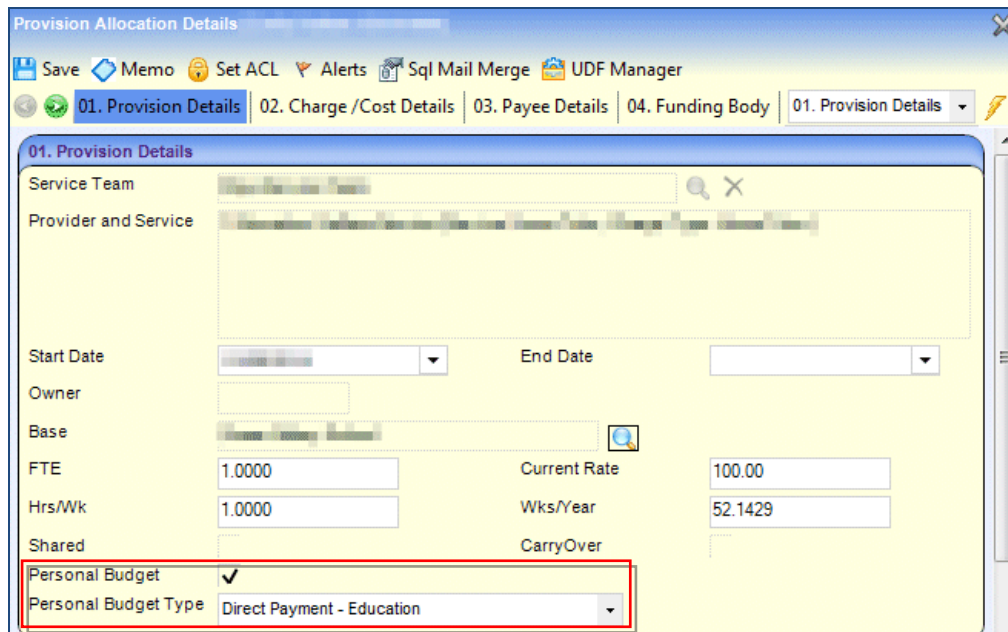 Provision Allocation Details
Save Memo Set ACL Alerts Sql Mail Merge UDF Manager
01. Provision Details 02. Charge /Cost Details 03. Payee Details 04. Funding Body 01. Provision Details
01. Provision Details
Service Team
Provider and Service
Start Date End Date
Owner
Base
FTE 1.0000 Current Rate 100.00
Hrs/Wk 1.0000 Wks/Year 52.1429
Shared CarryOver
Personal Budget
Personal Budget Type Direct Payment - Education